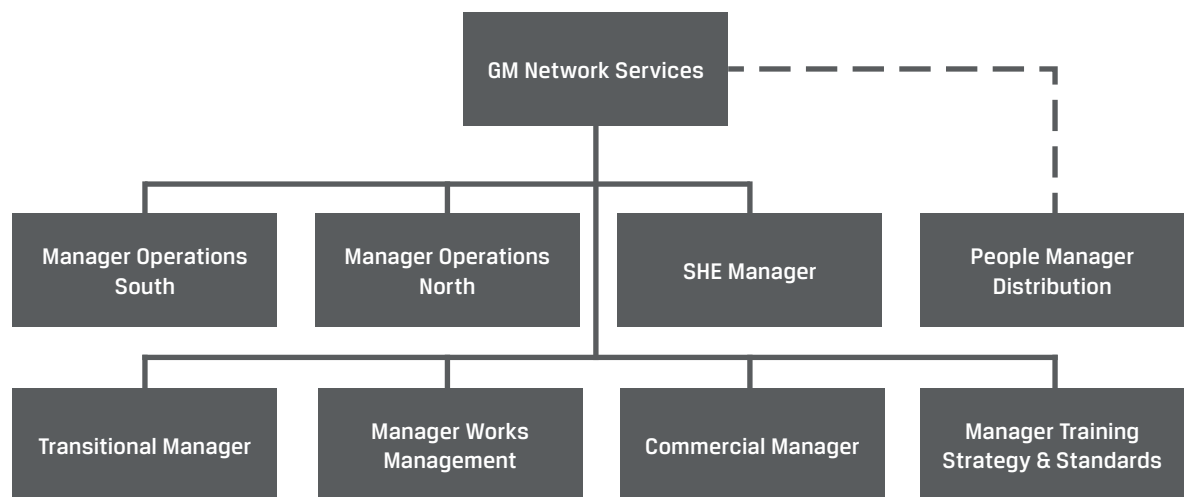 GM Network Services
Manager Operations
South
Manager Operations
North
SHE Manager
People Manager
Distribution
Transitional Manager
Manager Works
Management
Commercial Manager
Manager Training
Strategy & Standards